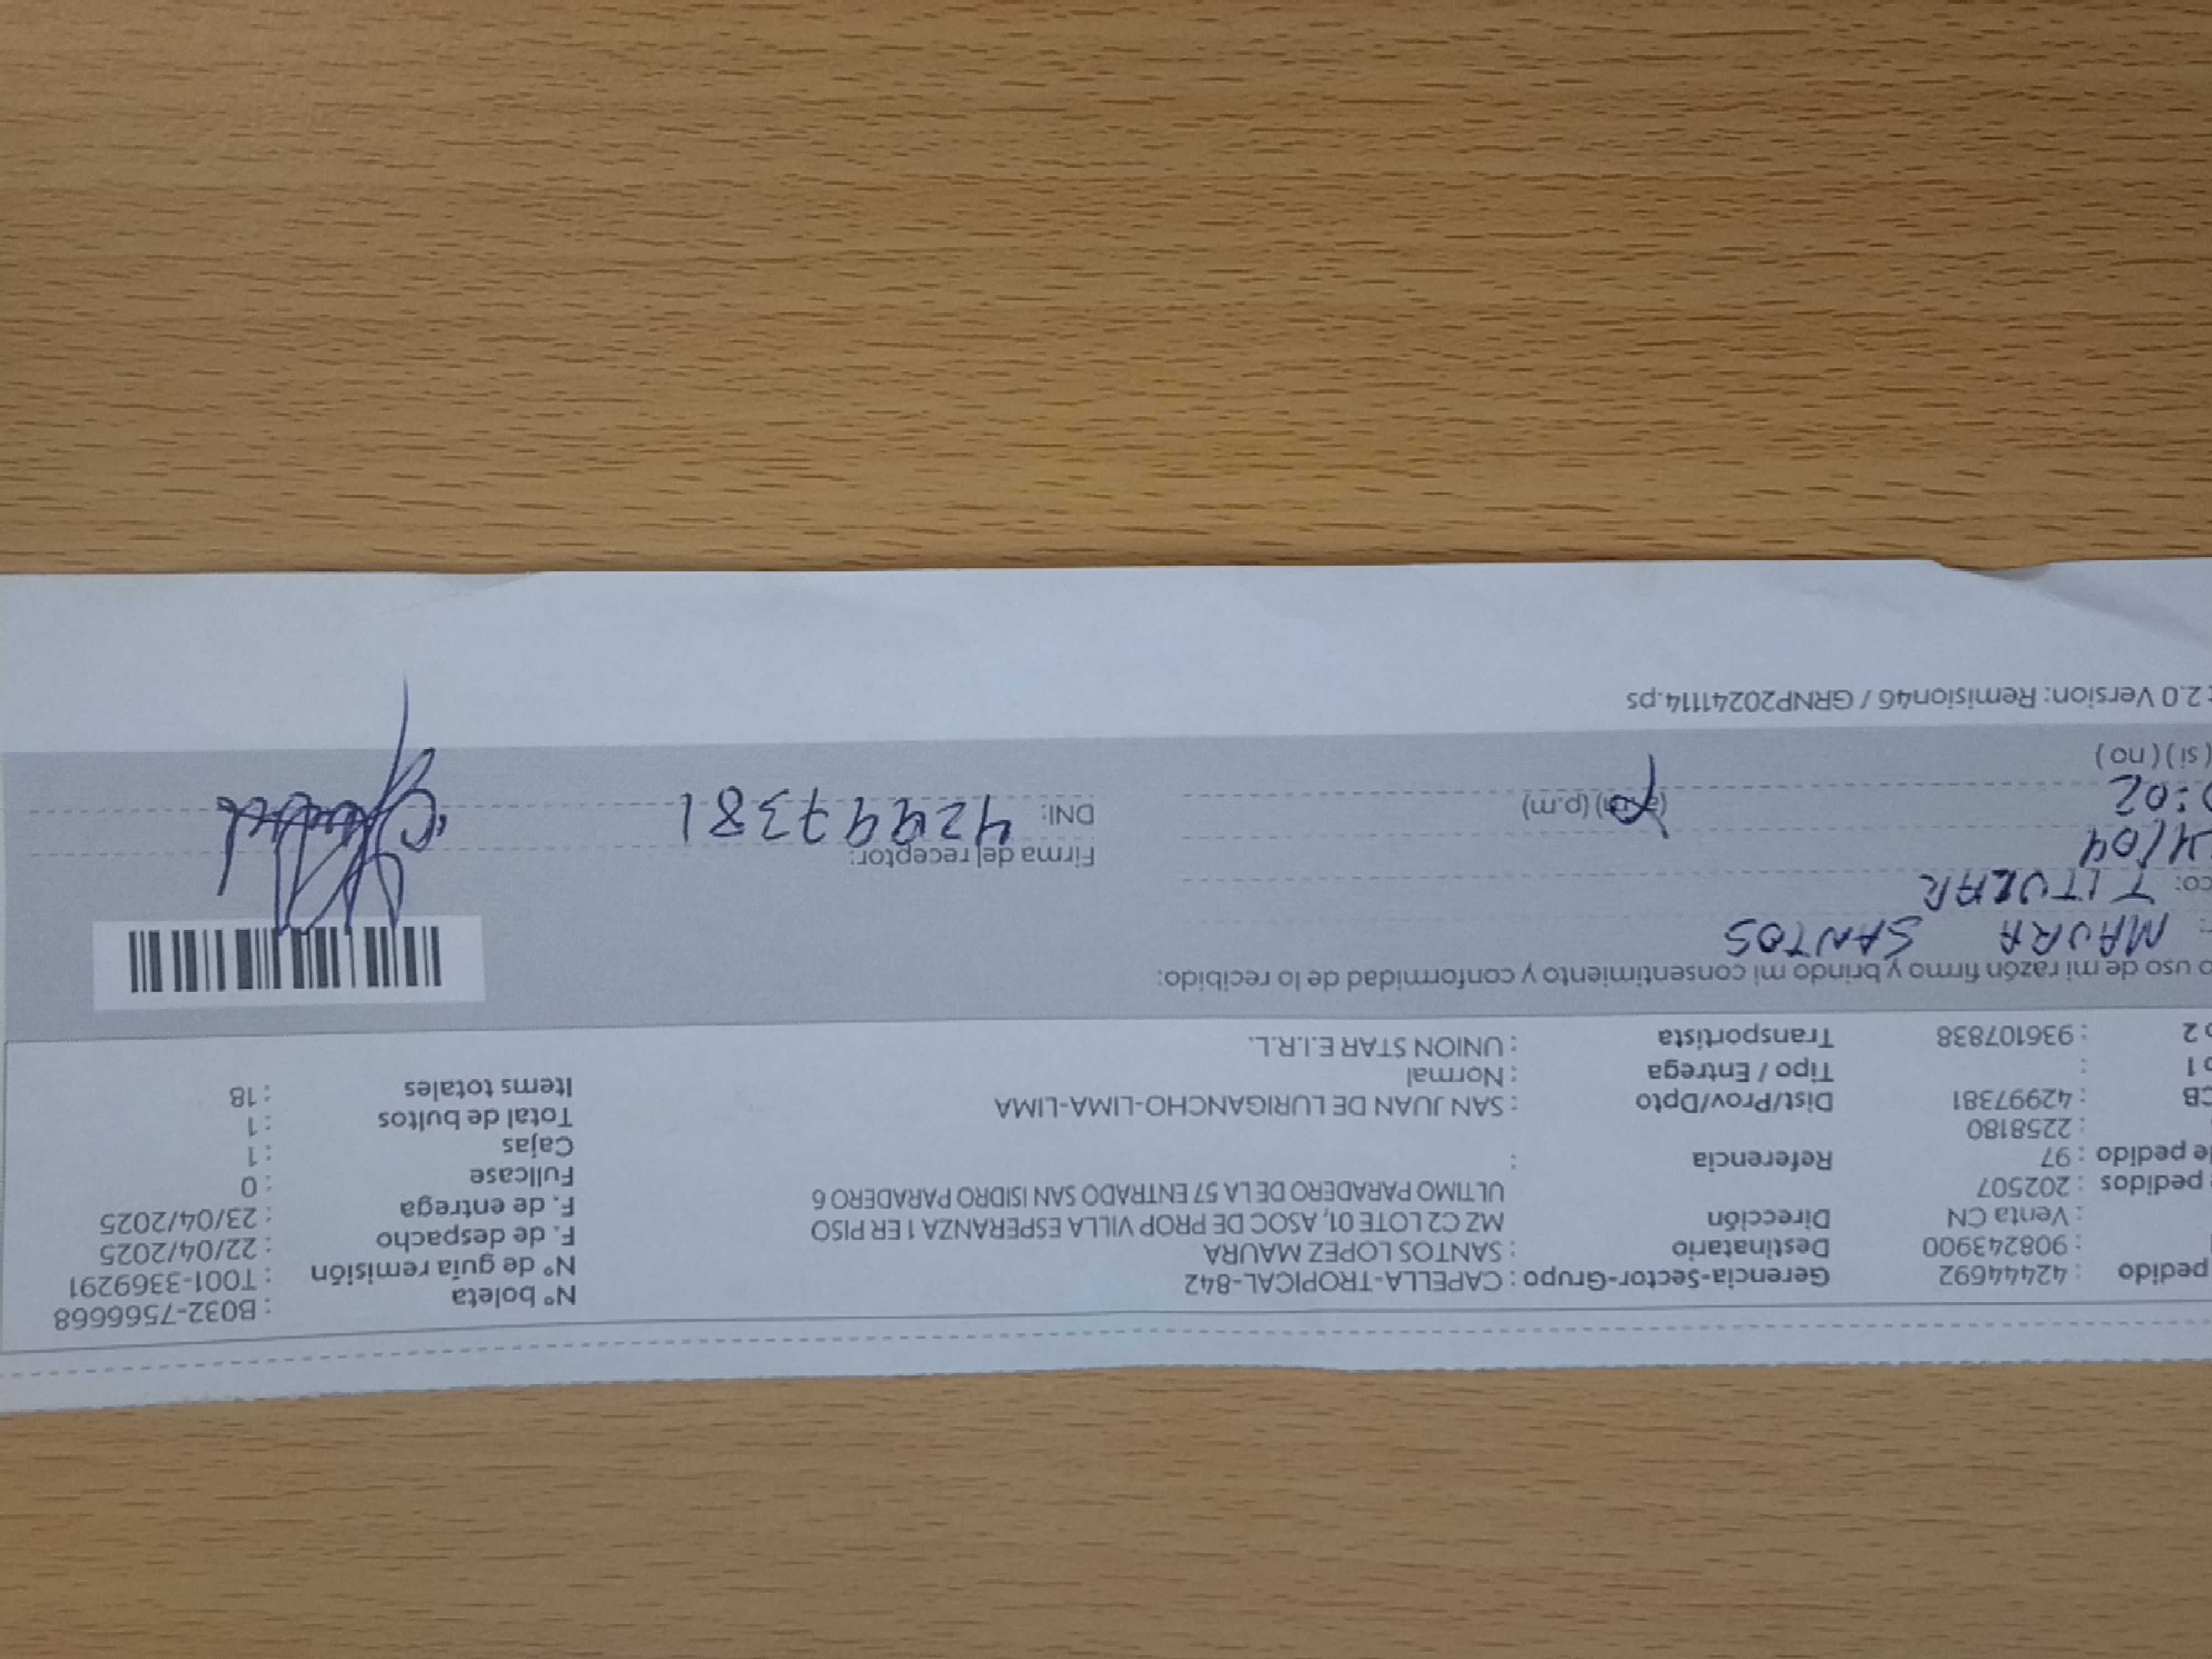 pedido : 42444692 Gerencia-Sector-Grupo : CAPELLA-TROPICAL-842 N° boleta : B032-7566668
: 908243900 Destinatario : SANTOS LOPEZ MAURA N° de guía remisión : T001-3369291
: Venta CN Dirección MZ C2 LOTE 01, ASOC DE PROP VILLA ESPERANZA 1 ER PISO F. de despacho : 22/04/2025
pedidos : 202507 ULTIMO PARADERO DE LA 57 ENTRADO SAN ISIDRO PARADERO 6 F. de entrega : 23/04/2025
de pedido : 97 Referencia : Fullcase : 0
: 2258180 Cajas : 1
CB : 42997381 Dist/Prov/Dpto : SAN JUAN DE LURIGANCHO-LIMA-LIMA Total de bultos : 1
o 1 : Tipo / Entrega : Normal Items totales : 18
o 2 : 936107838 Transportista : UNION STAR E.I.R.L.
o uso de mi razón firmo y brindo mi consentimiento y conformidad de lo recibido:
MAURA SANTOS
co: TITULAR
4/04 Firma del receptor:
:02 (p.m) DNI: 42997381
( si ) ( no )
: 2.0 Version: Remision46 / GRNP20241114.ps